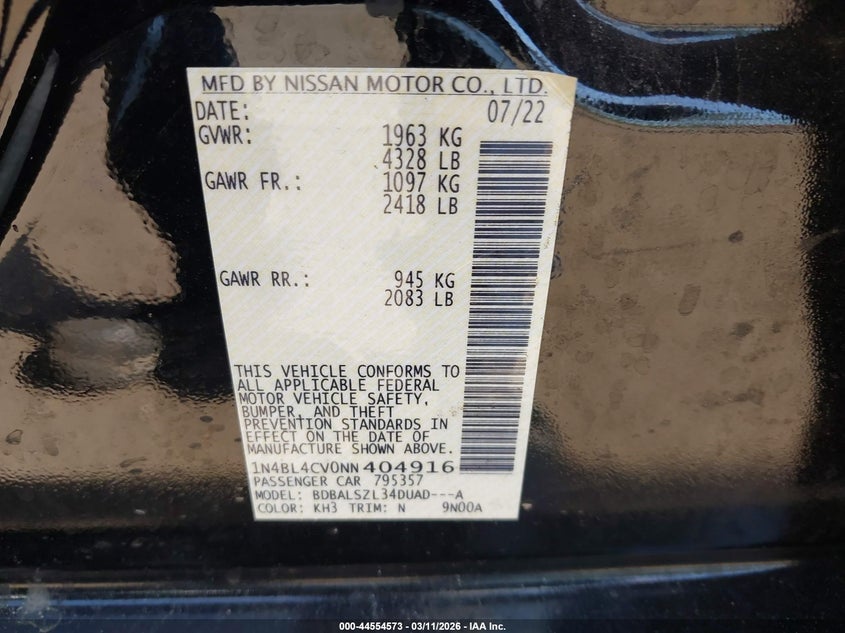 MFD BY NISSAN MOTOR CO., LTD.
DATE: 07/22
GVWR: 1963 KG
4328 LB
GAWR FR.: 1097 KG
2418 LB
GAWR RR.: 945 KG
2083 LB
THIS VEHICLE CONFORMS TO
ALL APPLICABLE FEDERAL
MOTOR VEHICLE SAFETY,
BUMPER, AND THEFT
PREVENTION STANDARDS IN
EFFECT ON THE DATE OF
MANUFACTURE SHOWN ABOVE.
1N4BL4CV0NN404916
PASSENGER CAR 795357
MODEL: BDBALSZL34DUAD---A
COLOR: KH3 TRIM: N 9N00A
000-44554573 - 03/11/2026 - IAA Inc.